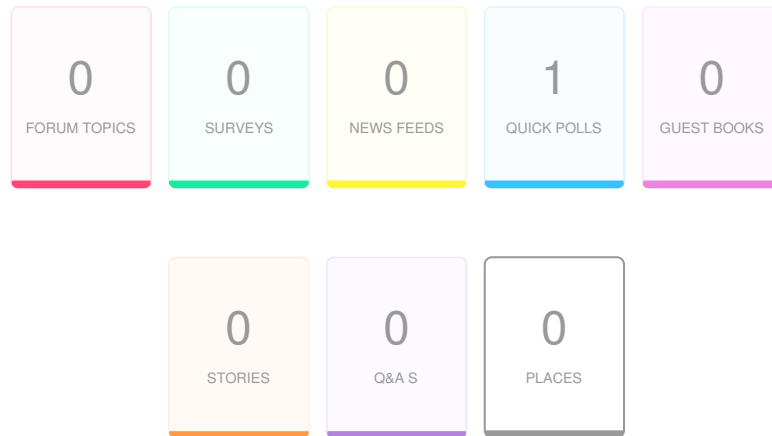 0 0 0 1 0
FORUM TOPICS SURVEYS NEWS FEEDS QUICK POLLS GUEST BOOKS
0 0 0
STORIES Q&A S PLACES